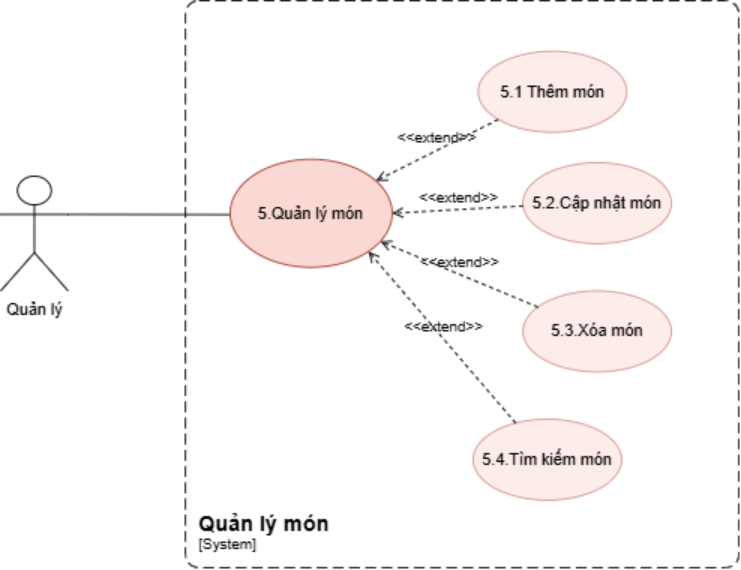 5.1 Thêm món
<<extend>>
<<extend>>
5.2.Cập nhật món
5.Quản lý món
<<extend>>
Quản lý
<<extend>>
5.3.Xóa món
5.4.Tìm kiếm món
Quản lý món
[System]